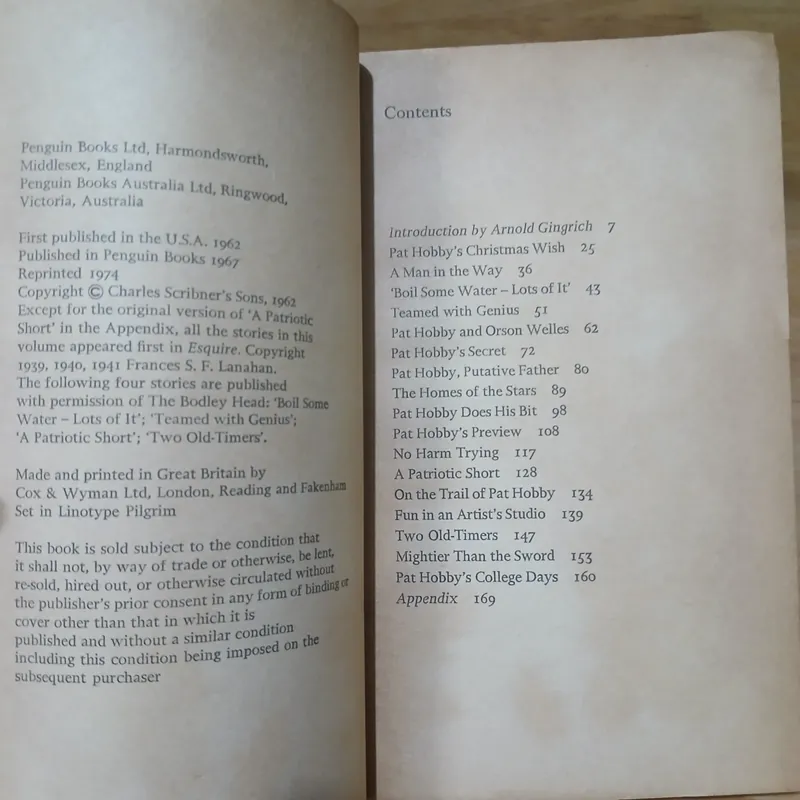 Penguin Books Ltd, Harmondsworth,
Middlesex, England
Penguin Books Australia Ltd, Ringwood,
Victoria, Australia
First published in the U.S.A. 1962
Published in Penguin Books 1967
Reprinted 1974
Copyright © Charles Scribner's Sons, 1962
Except for the original version of 'A Patriotic
Short' in the Appendix, all the stories in this
volume appeared first in Esquire. Copyright
1939, 1940, 1941 Frances S. F. Lanahan.
The following four stories are published
with permission of The Bodley Head: 'Boil Some
Water – Lots of It'; 'Teamed with Genius';
'A Patriotic Short'; 'Two Old-Timers'.
Made and printed in Great Britain by
Cox & Wyman Ltd, London, Reading and Fakenham
Set in Linotype Pilgrim
This book is sold subject to the condition that
it shall not, by way of trade or otherwise, be lent,
re-sold, hired out, or otherwise circulated without
the publisher's prior consent in any form of binding or
cover other than that in which it is
published and without a similar condition
including this condition being imposed on the
subsequent purchaser
Contents
Introduction by Arnold Gingrich 7
Pat Hobby's Christmas Wish 25
A Man in the Way 36
'Boil Some Water – Lots of It' 43
Teamed with Genius 51
Pat Hobby and Orson Welles 62
Pat Hobby's Secret 72
Pat Hobby, Putative Father 80
The Homes of the Stars 89
Pat Hobby Does His Bit 98
Pat Hobby's Preview 108
No Harm Trying 117
A Patriotic Short 128
On the Trail of Pat Hobby 134
Fun in an Artist's Studio 139
Two Old-Timers 147
Mightier Than the Sword 153
Pat Hobby's College Days 160
Appendix 169